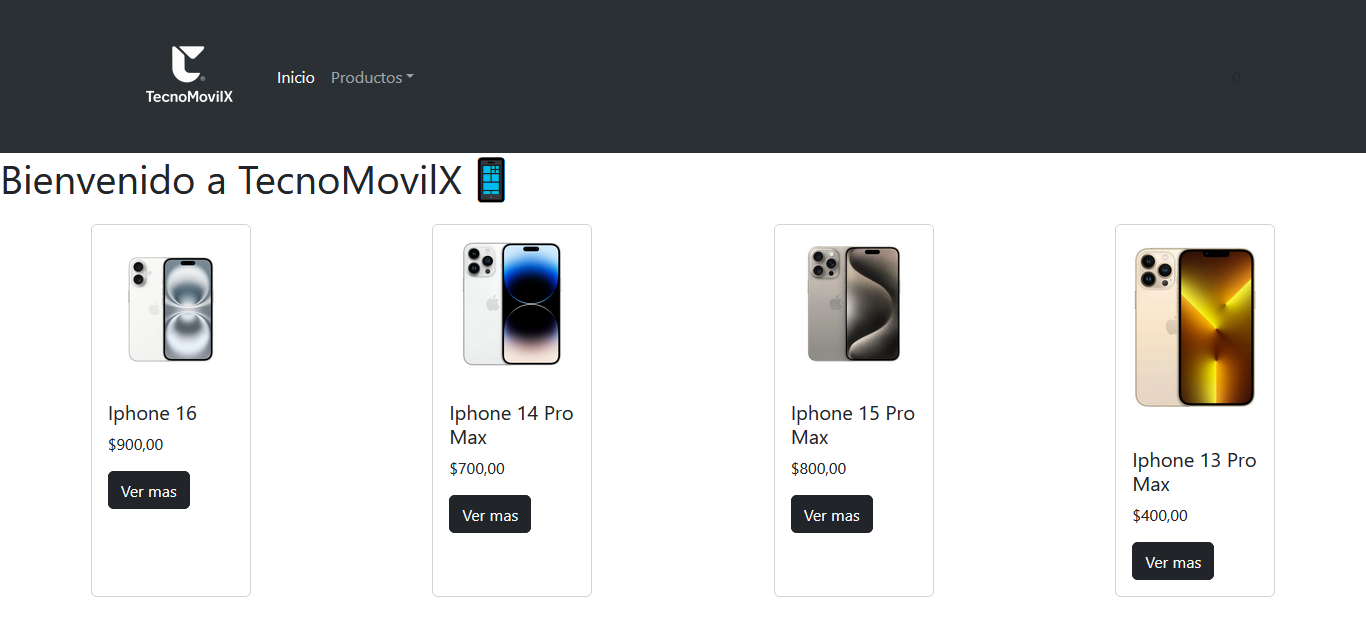 TecnoMovilX
Inicio
Productos
0
Bienvenido a TecnoMovilX
Iphone 16
$900,00
Ver mas
Iphone 14 Pro
Max
$700,00
Ver mas
Iphone 15 Pro
Max
$800,00
Ver mas
Iphone 13 Pro
Max
$400,00
Ver mas